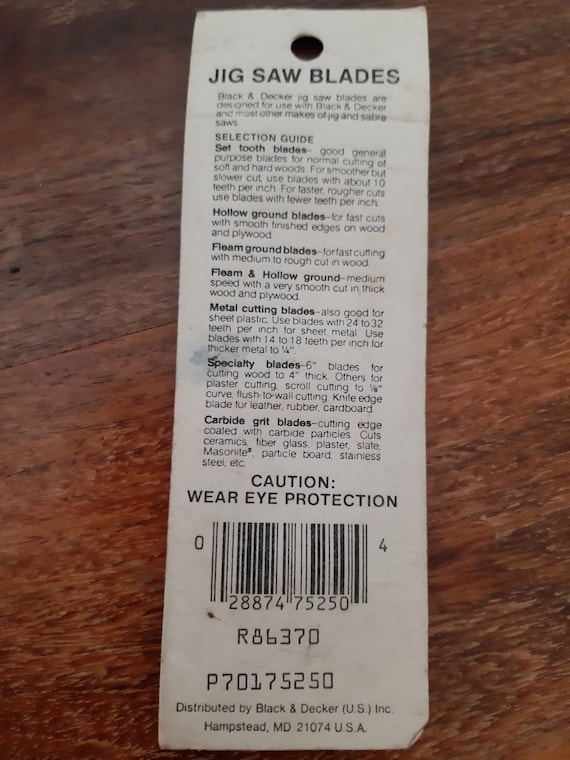 JIG SAW BLADES
Black & Decker jig saw blades are
designed for use with Black & Decker
and most other makes of jig and sabre
saws.
SELECTION GUIDE
Set tooth blades– good general
purpose blades for normal cutting of
soft and hard woods. For smoother but
slower cut, use blades with about 10
teeth per inch. For faster, rougher cuts
use blades with fewer teeth per inch.
Hollow ground blades–for fast cuts
with smooth finished edges on wood
and plywood.
Fleam ground blades–for fast cutting
with medium to rough cut in wood.
Fleam & Hollow ground–medium
speed with a very smooth cut in thick
wood and plywood.
Metal cutting blades–also good for
sheet plastic. Use blades with 24 to 32
teeth per inch for sheet metal. Use
blades with 14 to 18 teeth per inch for
thicker metal to ¼".
Specialty blades–6" blades for
cutting wood to 4" thick. Others for
plaster cutting, scroll cutting to ⅛"
curve, flush-to-wall cutting. Knife edge
blade for leather, rubber, cardboard.
Carbide grit blades–cutting edge
coated with carbide particles. Cuts
ceramics, fiber glass, plaster, slate,
Masonite®, particle board, stainless
steel, etc.
CAUTION:
WEAR EYE PROTECTION
0 28874 75250 4
R86370
P70175250
Distributed by Black & Decker (U.S.) Inc.
Hampstead, MD 21074 U.S.A.